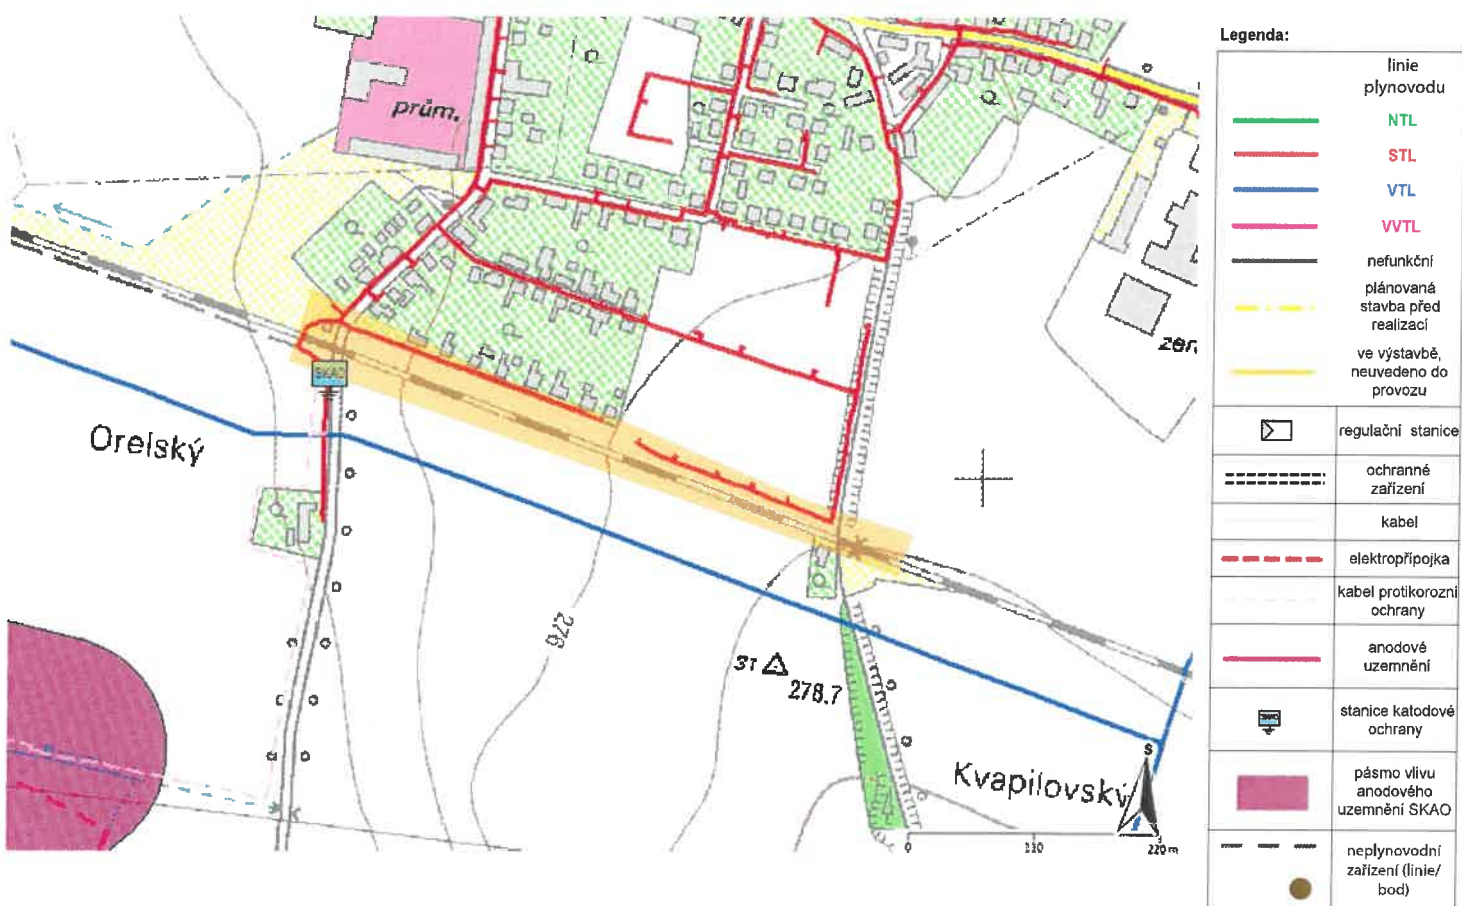 prům.
Orelský
SKAO
276
31
278.7
Kvapilovský
zer.
S
0
110
220 m
Legenda:
linie
plynovodu
NTL
STL
VTL
VVTL
nefunkční
plánovaná
stavba před
realizací
ve výstavbě,
neuvedeno do
provozu
regulační stanice
ochranné
zařízení
kabel
elektropřípojka
kabel protikorozní
ochrany
anodové
uzemnění
stanice katodové
ochrany
pásmo vlivu
anodového
uzemnění SKAO
neplynovodní
zařízení (linie/
bod)